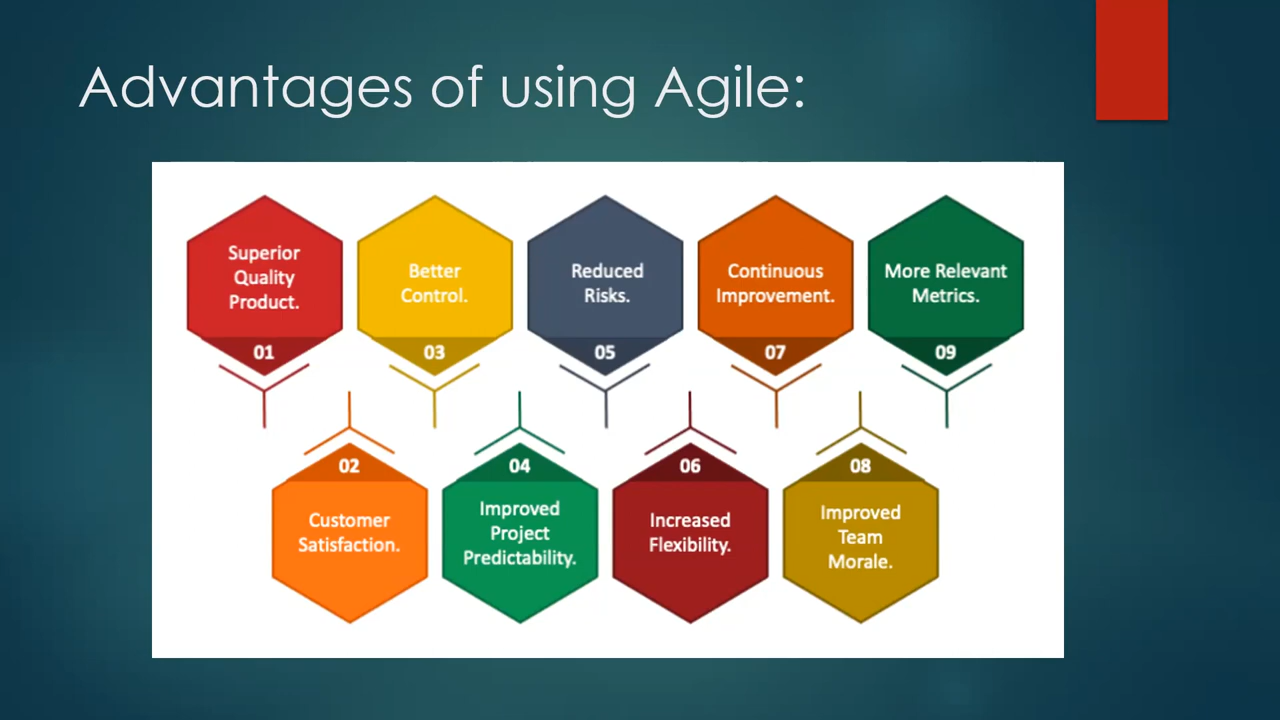 Advantages of using Agile:
Superior
Quality
Product.
01
02
Customer
Satisfaction.
Better
Control.
03
04
Improved
Project
Predictability.
Reduced
Risks.
05
06
Increased
Flexibility.
Continuous
Improvement.
07
08
Improved
Team
Morale.
More Relevant
Metrics.
09